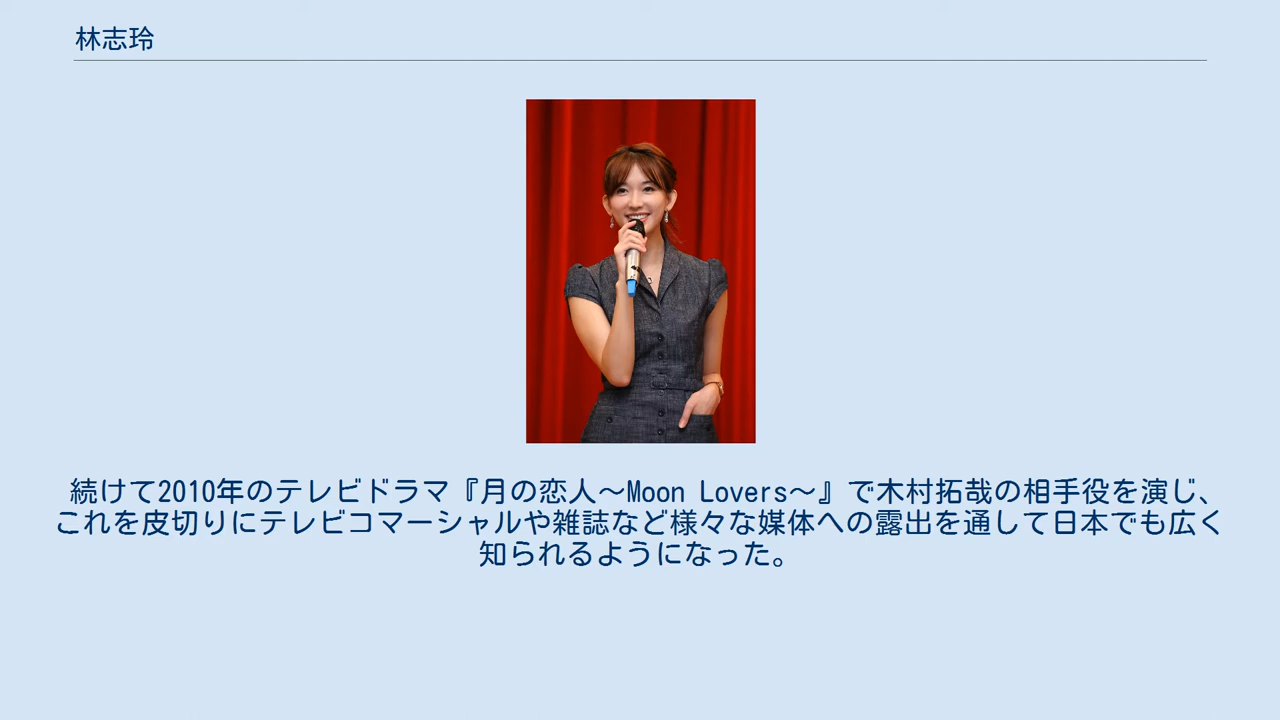 林志玲
続けて2010年のテレビドラマ『月の恋人〜Moon Lovers〜』で木村拓哉の相手役を演じ、
これを皮切りにテレビコマーシャルや雑誌など様々な媒体への露出を通して日本でも広く
知られるようになった。